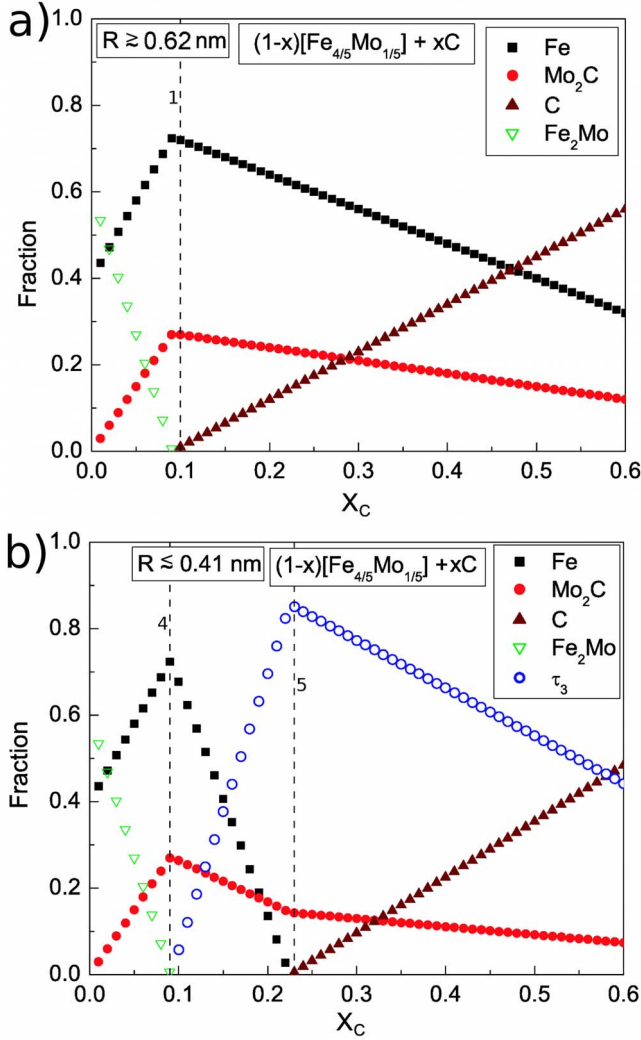 a)
R ≳ 0.62 nm
(1-x)[Fe4/5Mo1/5] + xC
1
Fe
Mo2C
C
Fe2Mo
Fraction
1.0
0.8
0.6
0.4
0.2
0.0
0.0 0.1 0.2 0.3 0.4 0.5 0.6
XC
b)
R ≲ 0.41 nm
(1-x)[Fe4/5Mo1/5] +xC
4
5
Fe
Mo2C
C
Fe2Mo
τ3
Fraction
1.0
0.8
0.6
0.4
0.2
0.0
0.0 0.1 0.2 0.3 0.4 0.5 0.6
XC